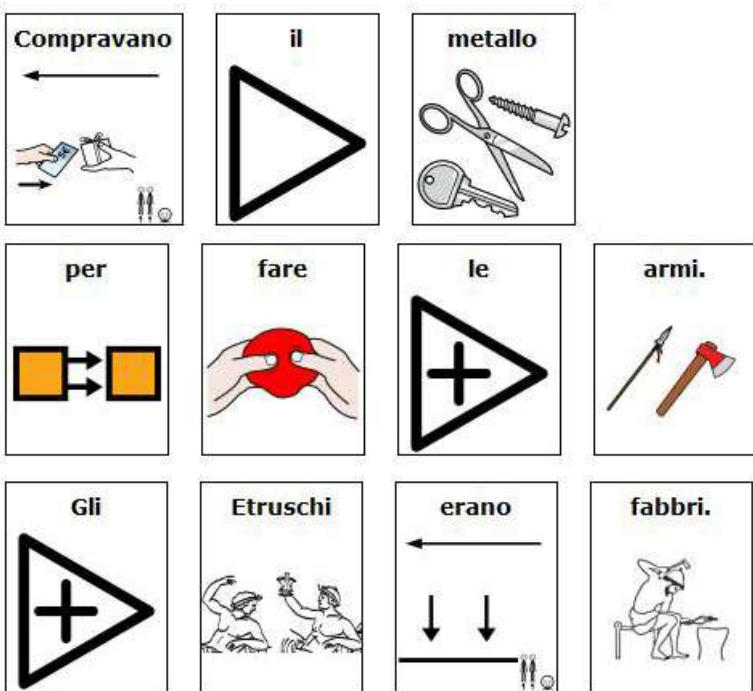 Compravano il metallo
per fare le armi.
Gli Etruschi erano fabbri.